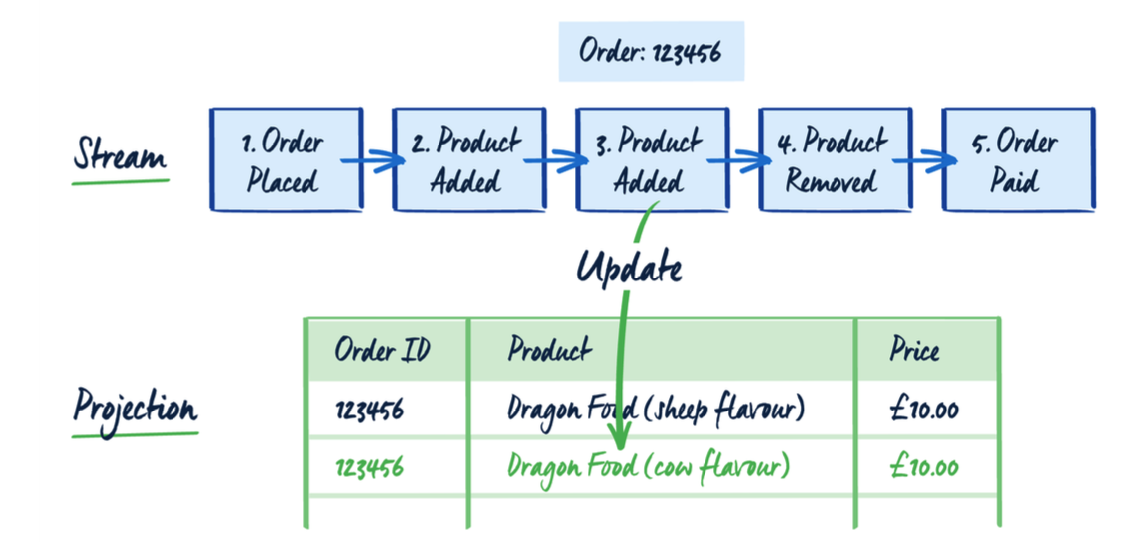 Order: 123456
Stream
1. Order
Placed
2. Product
Added
3. Product
Added
4. Product
Removed
5. Order
Paid
Update
Projection
Order ID Product Price
123456 Dragon Food (sheep flavour) £10.00
123456 Dragon Food (cow flavour) £10.00